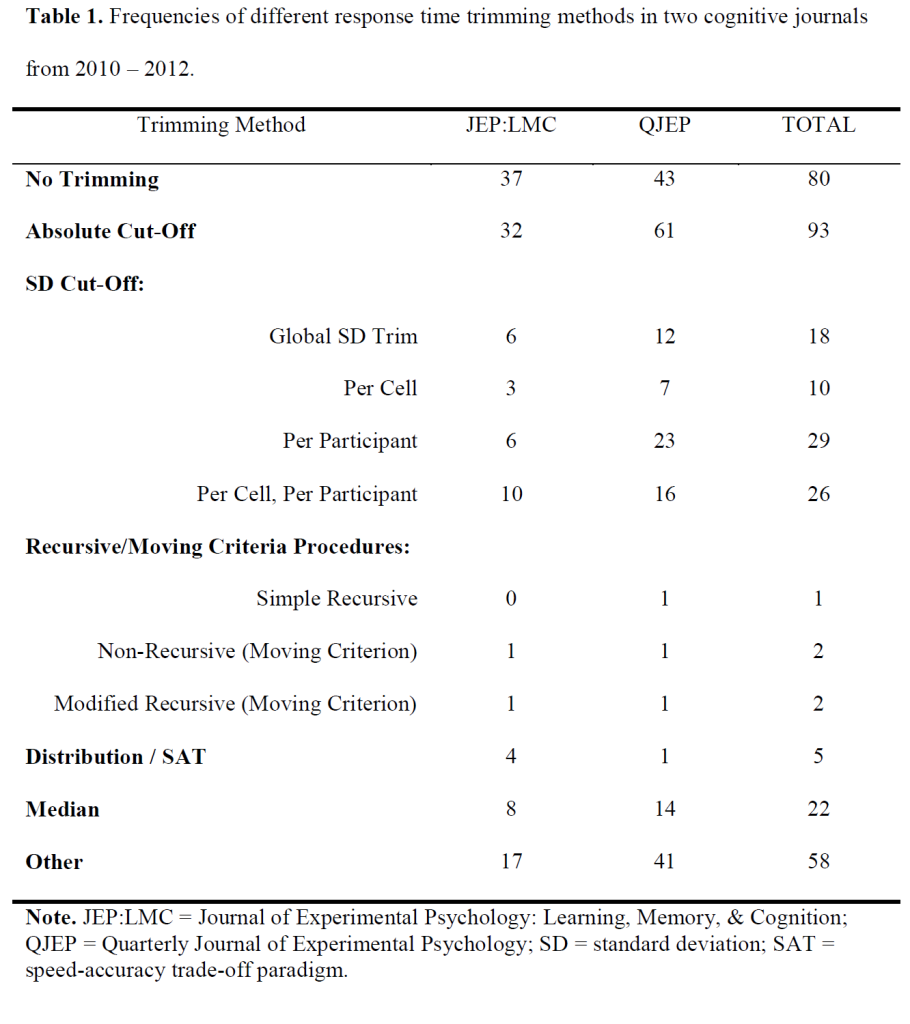 Table 1. Frequencies of different response time trimming methods in two cognitive journals
from 2010 – 2012.
Trimming Method JEP:LMC QJEP TOTAL
No Trimming 37 43 80
Absolute Cut-Off 32 61 93
SD Cut-Off:
Global SD Trim 6 12 18
Per Cell 3 7 10
Per Participant 6 23 29
Per Cell, Per Participant 10 16 26
Recursive/Moving Criteria Procedures:
Simple Recursive 0 1 1
Non-Recursive (Moving Criterion) 1 1 2
Modified Recursive (Moving Criterion) 1 1 2
Distribution / SAT 4 1 5
Median 8 14 22
Other 17 41 58
Note. JEP:LMC = Journal of Experimental Psychology: Learning, Memory, & Cognition;
QJEP = Quarterly Journal of Experimental Psychology; SD = standard deviation; SAT =
speed-accuracy trade-off paradigm.